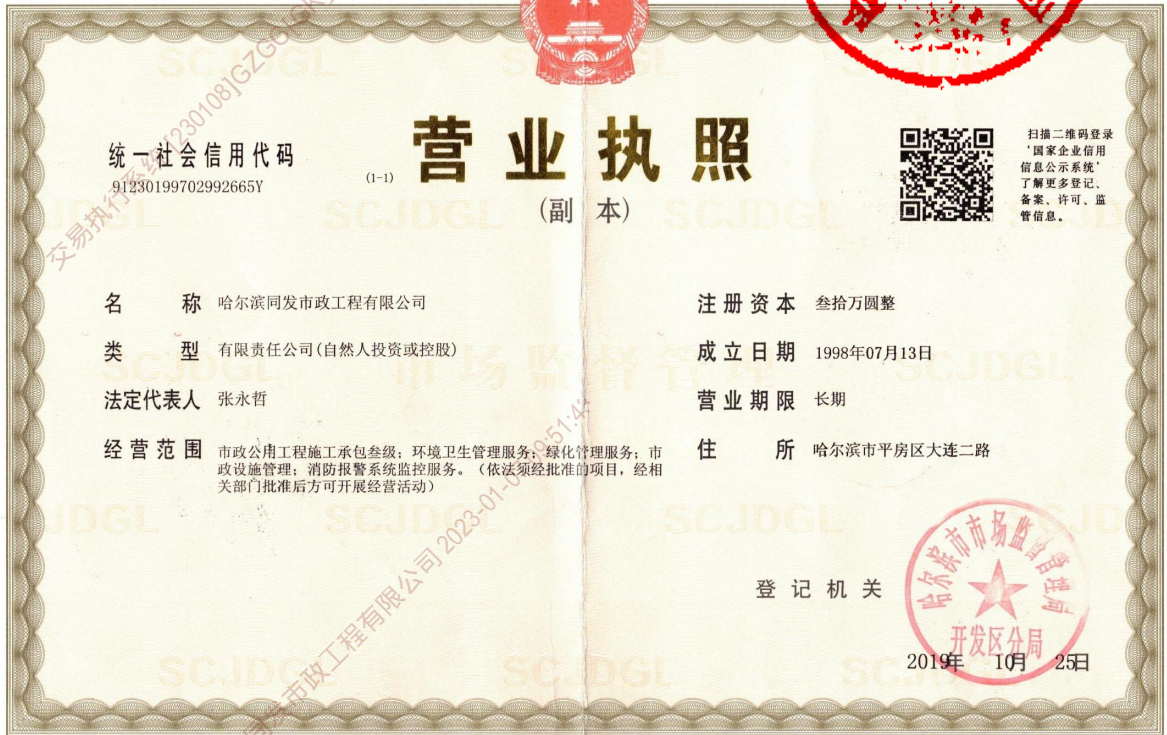 营业执照
(副 本)
(1-1)
统一社会信用代码
91230199702992665Y
扫描二维码登录
‘国家企业信用
信息公示系统’
了解更多登记、
备案、许可、监
管信息。
名 称 哈尔滨同发市政工程有限公司
类 型 有限责任公司(自然人投资或控股)
法定代表人 张永哲
经营范围 市政公用工程施工承包叁级；环境卫生管理服务；绿化管理服务；市
政设施管理；消防报警系统监控服务。（依法须经批准的项目，经相
关部门批准后方可开展经营活动）
注册资本 叁拾万圆整
成立日期 1998年07月13日
营业期限 长期
住 所 哈尔滨市平房区大连二路
登记机关
哈尔滨市市场监督管理局
开发区分局
2019年 10月 25日
市场监督管理
SCJDGL